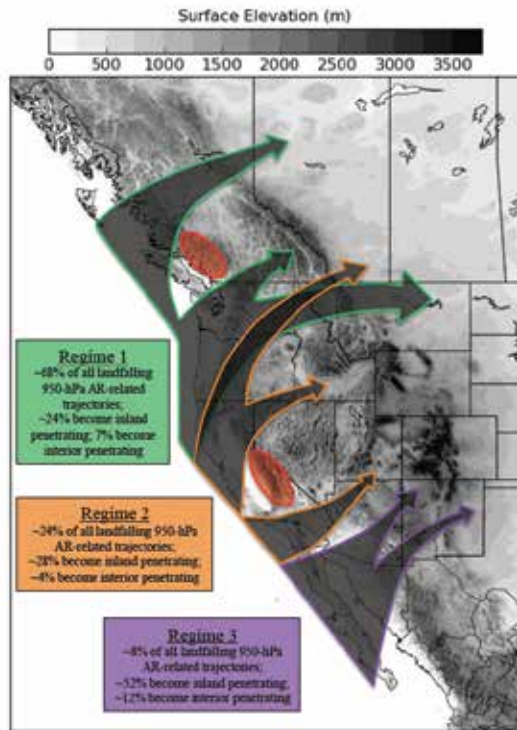 Surface Elevation (m)
0 500 1000 1500 2000 2500 3000 3500
Regime 1
~68% of all landfalling
950-hPa AR-related
trajectories;
~24% become inland
penetrating; 7% become
interior penetrating
Regime 2
~24% of all landfalling 950-hPa
AR-related trajectories;
~28% become inland penetrating;
~4% become interior penetrating
Regime 3
~8% of all landfalling 950-hPa
AR-related trajectories;
~52% become inland penetrating;
~12% become interior penetrating